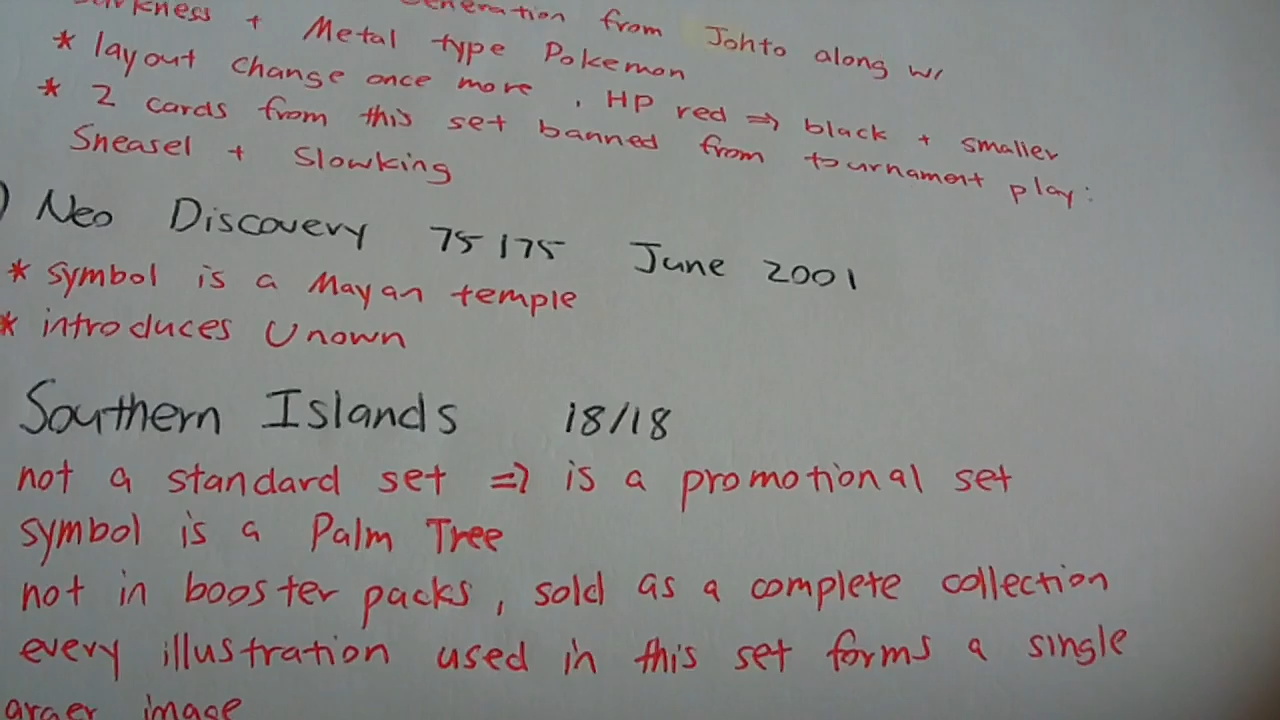 from Johto along w/
+ Metal type Pokemon
* layout change once more , HP red => black + smaller
* 2 cards from this set banned from tournament play:
Sneasel + Slowking
) Neo Discovery 75/75 June 2001
* symbol is a Mayan temple
* introduces Unown
Southern Islands 18/18
not a standard set => is a promotional set
symbol is a Palm Tree
not in booster packs, sold as a complete collection
every illustration used in this set forms a single
image